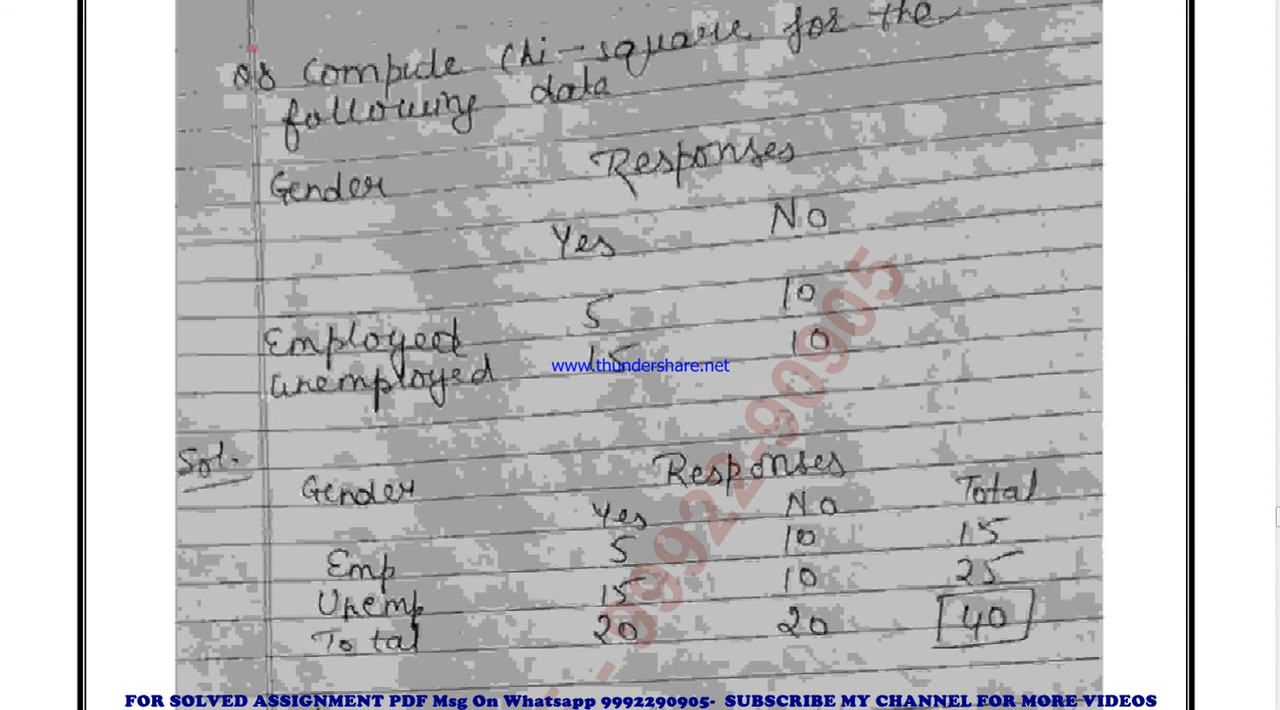 Q8 Compute Chi-square for the
following data
Gender Responses
Yes No
Employed 5 10
Unemployed 15 10
www.thundershare.net
Sol. Gender Responses
Yes No Total
Emp 5 10 15
Unemp 15 10 25
Total 20 20 40
- 99922-90905
FOR SOLVED ASSIGNMENT PDF Msg On Whatsapp 9992290905- SUBSCRIBE MY CHANNEL FOR MORE VIDEOS